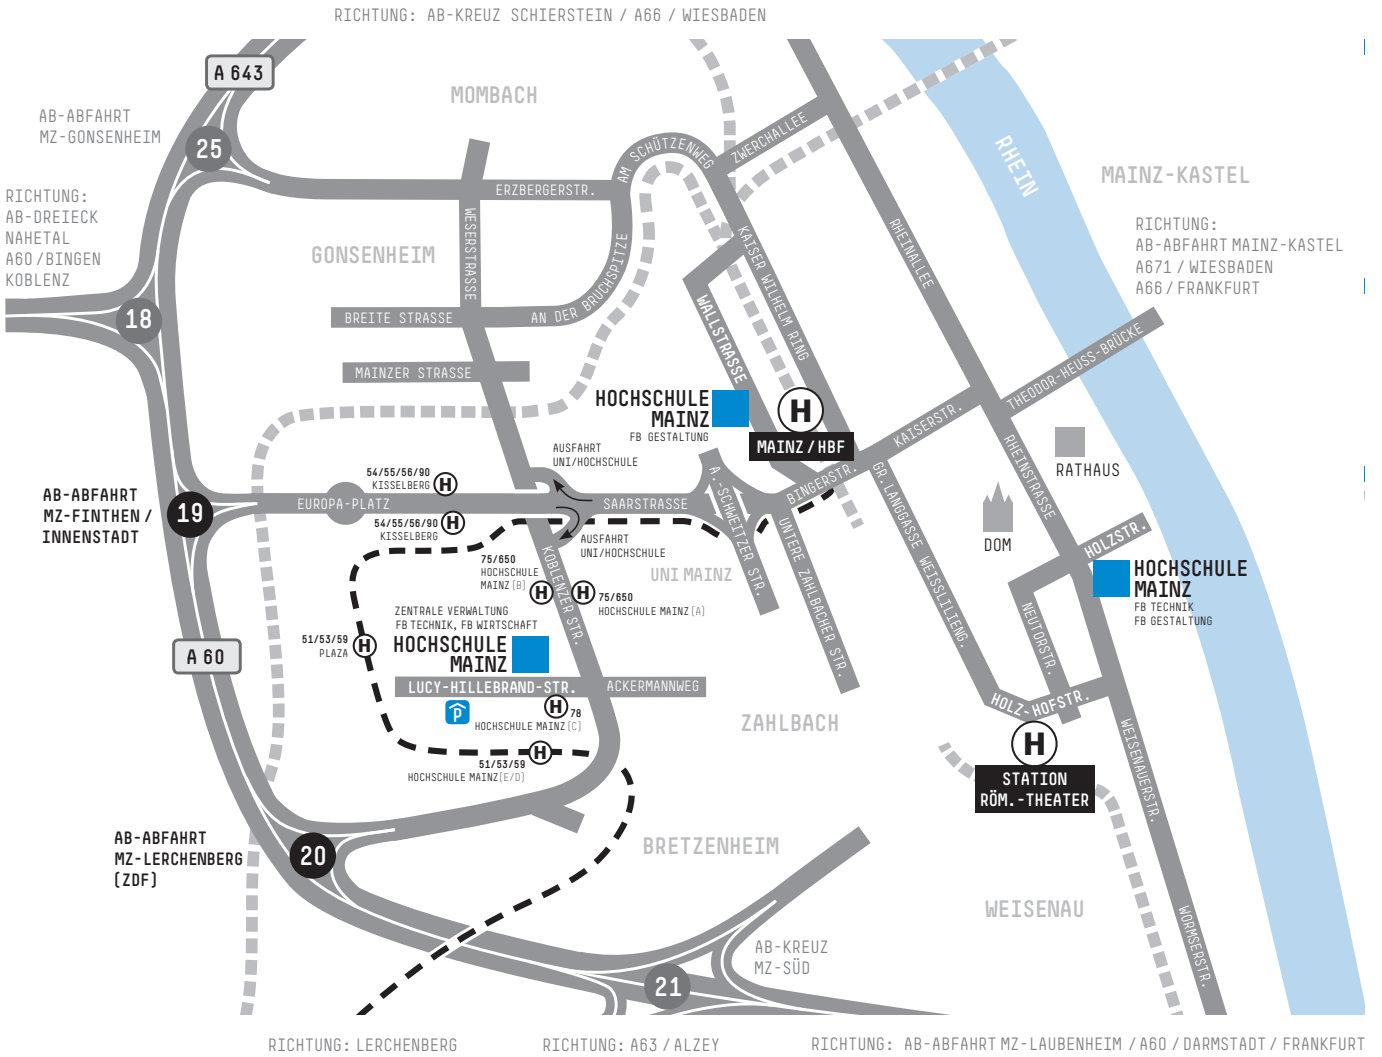 RICHTUNG: AB-KREUZ SCHIERSTEIN / A66 / WIESBADEN
A 643
MOMBACH
AB-ABFAHRT
MZ-GONSENHEIM
25
RICHTUNG:
AB-DREIECK
NAHETAL
A60/BINGEN
KOBLENZ
18
ERZBERGERSTR.
AM SCHÜTZENWEG
ZWERCHALLEE
RHEIN
MAINZ-KASTEL
RICHTUNG:
AB-ABFAHRT MAINZ-KASTEL
A671 / WIESBADEN
A66 / FRANKFURT
GONSENHEIM
WESERSTRASSE
BREITE STRASSE
AN DER BRUCHSPITZE
MAINZER STRASSE
WALLSTRASSE
KAISER WILHELM RING
RHEINALLEE
THEODOR-HEUSS-BRÜCKE
HOCHSCHULE
MAINZ
FB GESTALTUNG
H
MAINZ / HBF
KAISERSTR.
RHEINSTRASSE
RATHAUS
AUSFAHRT
UNI/HOCHSCHULE
54/55/56/90
KISSELBERG
H
EUROPA-PLATZ
SAARSTRASSE
BINGERSTR.
A.-SCHWEITZER STR.
UNTERE ZAHLBACHER STR.
GR. LANGGASSE WEISSLILIENG.
DOM
HOLZSTR.
AB-ABFAHRT
MZ-FINTHEN /
INNENSTADT
19
54/55/56/90
KISSELBERG
H
AUSFAHRT
UNI/HOCHSCHULE
KOBLENZER STR.
UNI MAINZ
75/650
HOCHSCHULE
MAINZ [B]
H
H
75/650
HOCHSCHULE MAINZ [A]
HOCHSCHULE
MAINZ
FB TECHNIK
FB GESTALTUNG
NEUTORSTR.
ZENTRALE VERWALTUNG
FB TECHNIK, FB WIRTSCHAFT
HOCHSCHULE
MAINZ
51/53/59
PLAZA
H
A 60
LUCY-HILLEBRAND-STR.
ACKERMANNWEG
P
H
78
HOCHSCHULE MAINZ [C]
HOLZ-HOFSTR.
ZAHLBACH
H
STATION
RÖM.-THEATER
WEISENAUERSTR.
H
51/53/59
HOCHSCHULE MAINZ [E/D]
AB-ABFAHRT
MZ-LERCHENBERG
(ZDF)
20
BRETZENHEIM
WEISENAU
WORMSERSTR.
AB-KREUZ
MZ-SÜD
21
RICHTUNG: LERCHENBERG
RICHTUNG: A63 / ALZEY
RICHTUNG: AB-ABFAHRT MZ-LAUBENHEIM / A60 / DARMSTADT / FRANKFURT